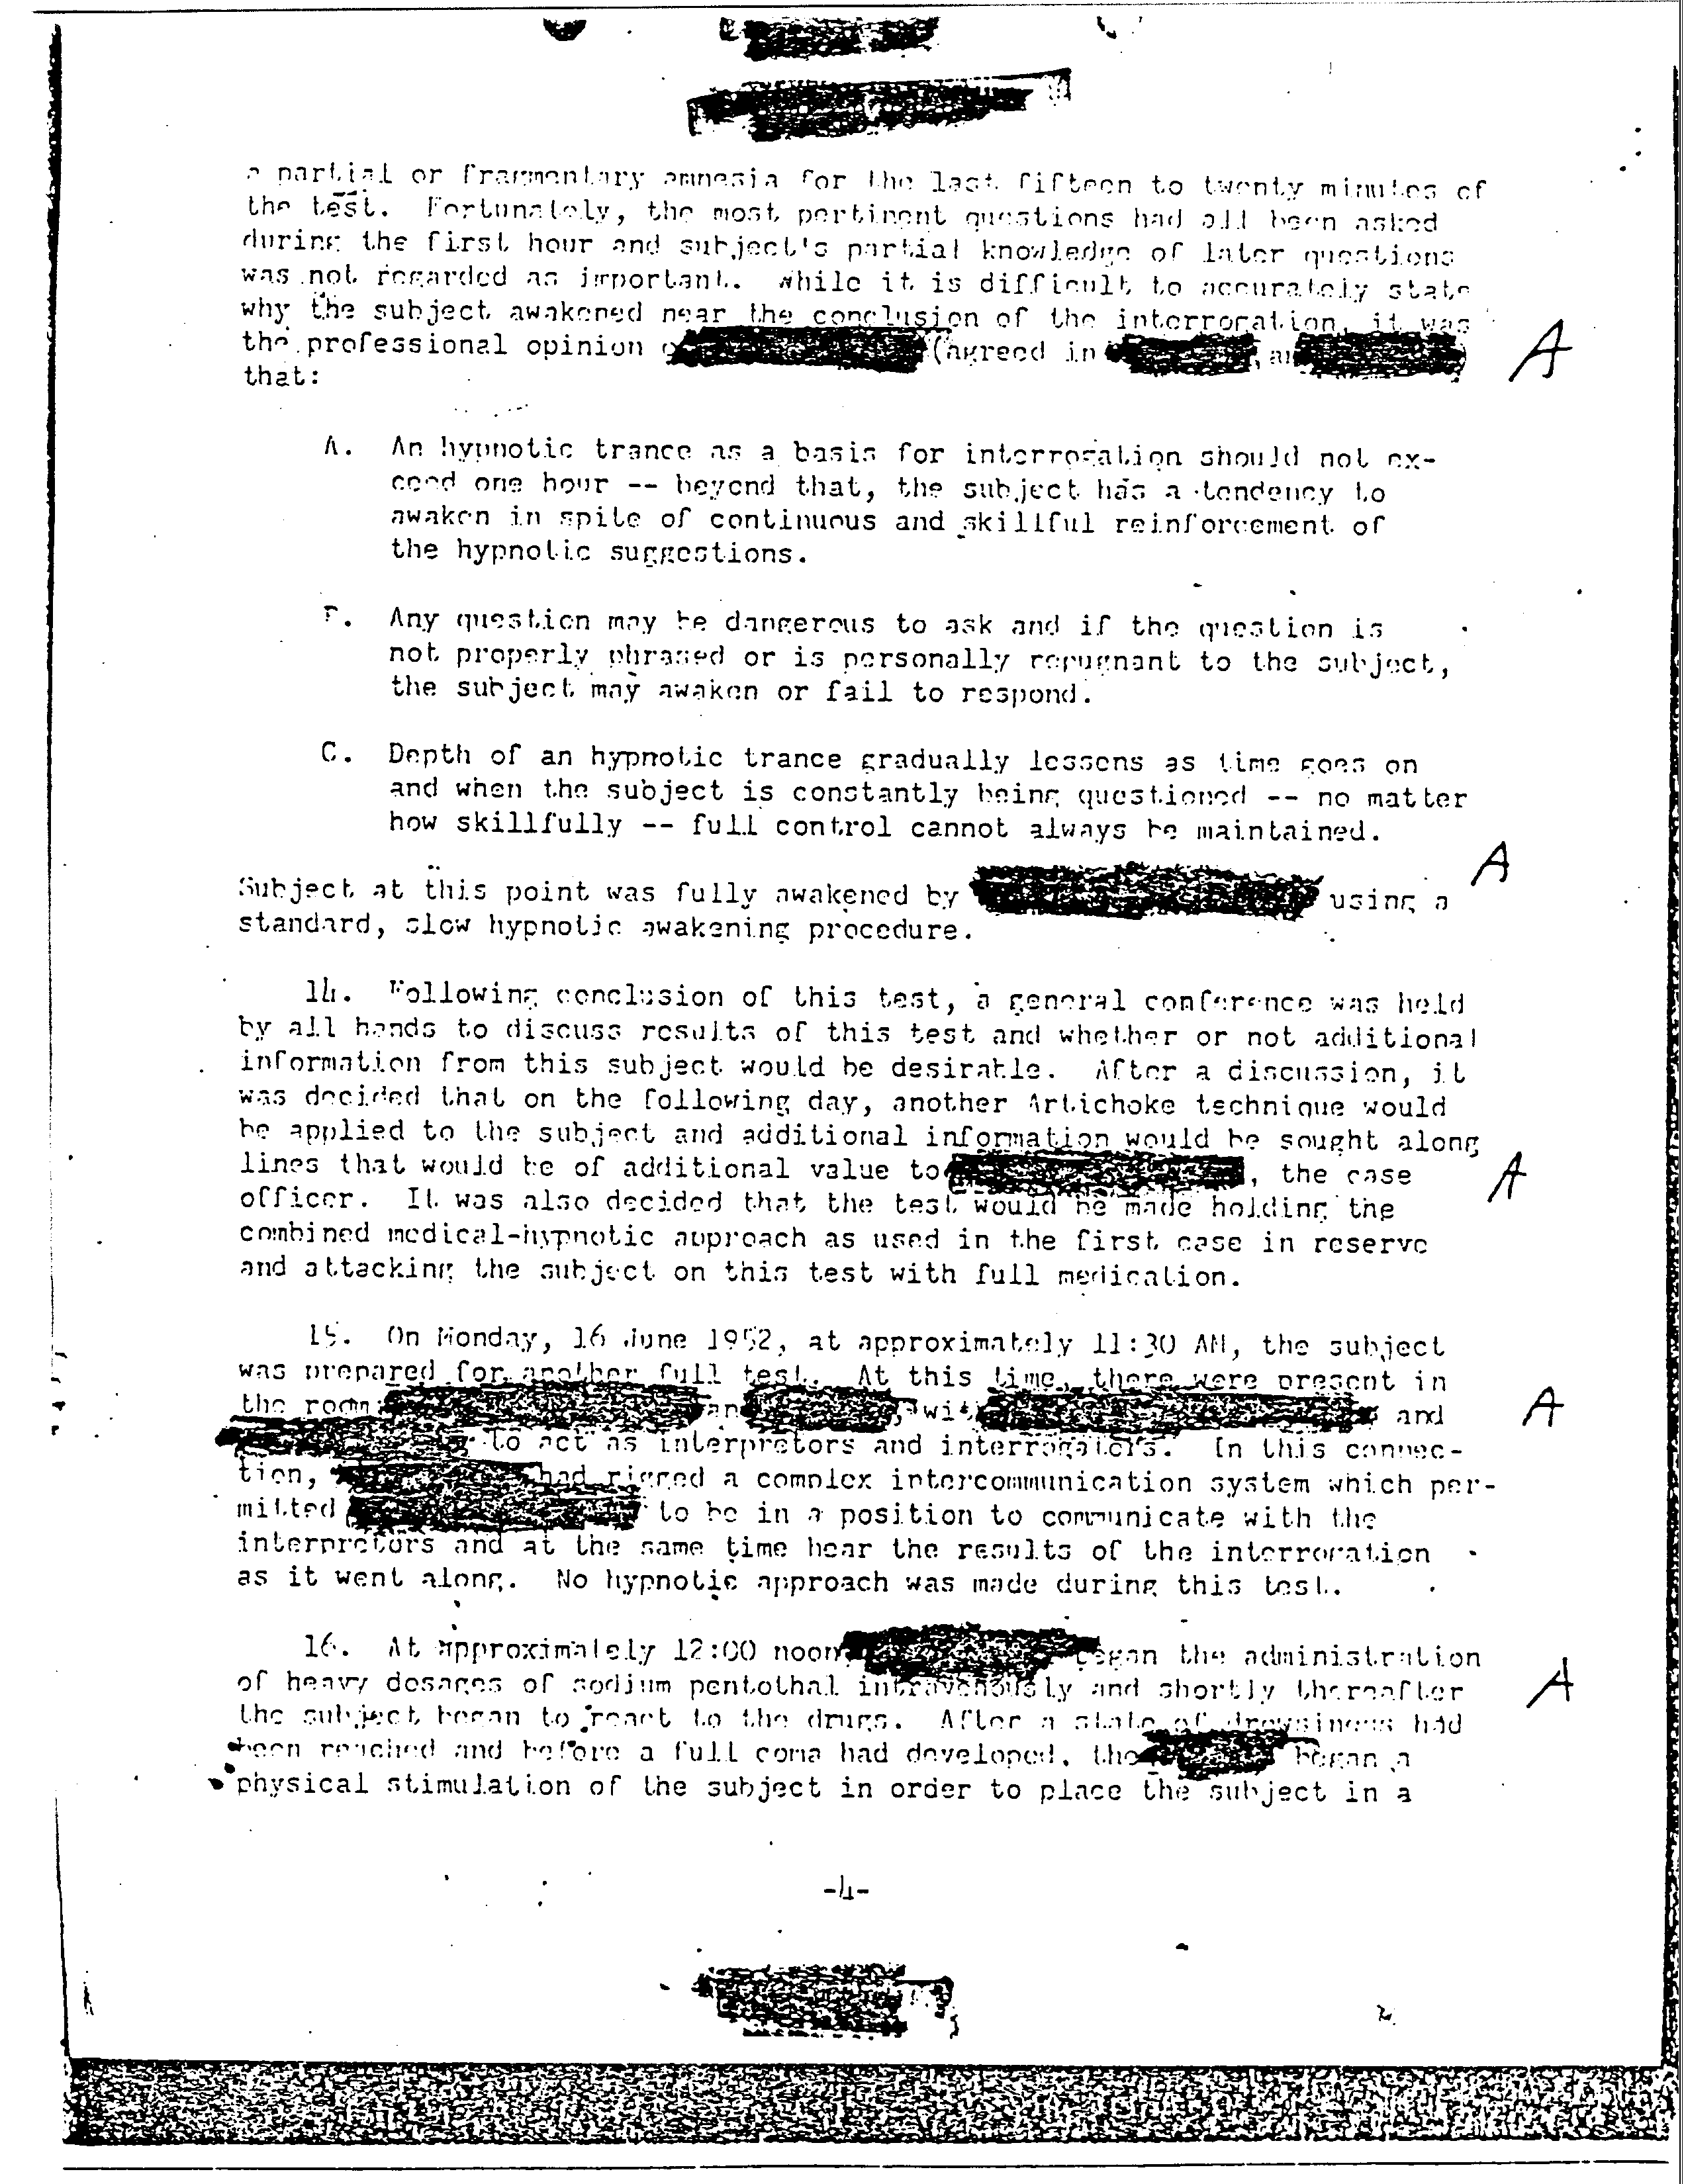 a partial or fragmentary amnesia for the last fifteen to twenty minutes of
the test. Fortunately, the most pertinent questions had all been asked
during the first hour and subject's partial knowledge of later questions
was not regarded as important. While it is difficult to accurately state
why the subject awakened near the conclusion of the interrogation, it was
the professional opinion (agreed in
A
that:
A. An hypnotic trance as a basis for interrogation should not ex-
ceed one hour -- beyond that, the subject has a tendency to
awaken in spite of continuous and skillful reinforcement of
the hypnotic suggestions.
B. Any question may be dangerous to ask and if the question is
not properly phrased or is personally repugnant to the subject,
the subject may awaken or fail to respond.
C. Depth of an hypnotic trance gradually lessens as time goes on
and when the subject is constantly being questioned -- no matter
how skillfully -- full control cannot always be maintained.
A
Subject at this point was fully awakened by using a
standard, slow hypnotic awakening procedure.
14. Following conclusion of this test, a general conference was held
by all hands to discuss results of this test and whether or not additional
information from this subject would be desirable. After a discussion, it
was decided that on the following day, another Artichoke technique would
be applied to the subject and additional information would be sought along
lines that would be of additional value to , the case
A
officer. It was also decided that the test would be made holding the
combined medical-hypnotic approach as used in the first case in reserve
and attacking the subject on this test with full medication.
15. On Monday, 16 June 1952, at approximately 11:30 AM, the subject
was prepared for another full test. At this time, there were present in
the room and
A
to act as interpretors and interrogators. In this connec-
tion, had rigged a complex intercommunication system which per-
mitted to be in a position to communicate with the
interpretors and at the same time hear the results of the interrogation
as it went along. No hypnotic approach was made during this test.
16. At approximately 12:00 noon, began the administration
of heavy dosages of sodium pentothal intravenously and shortly thereafter
A
the subject began to react to the drugs. After a state of drowsiness had
been reached and before a full coma had developed, the began a
physical stimulation of the subject in order to place the subject in a
-4-